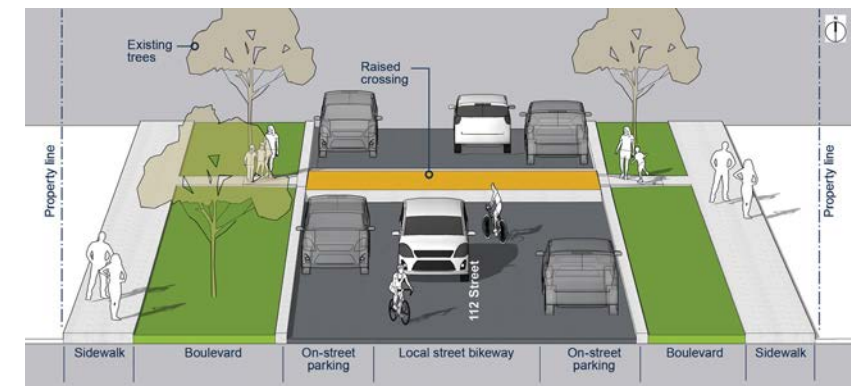 Existing
trees
Raised
crossing
Property line
Property line
112 Street
Sidewalk
Boulevard
On-street
parking
Local street bikeway
On-street
parking
Boulevard
Sidewalk